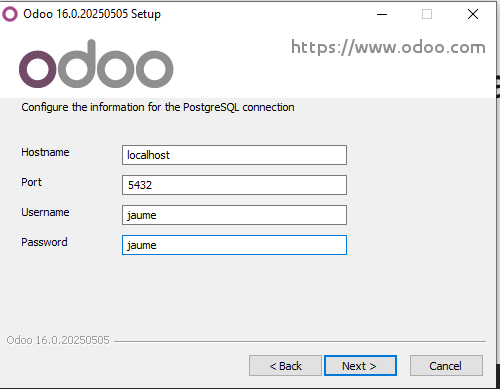 Odoo 16.0.20250505 Setup
odoo
https://www.odoo.com
Configure the information for the PostgreSQL connection
Hostname
localhost
Port
5432
Username
jaume
Password
jaume
Odoo 16.0.20250505
< Back
Next >
Cancel